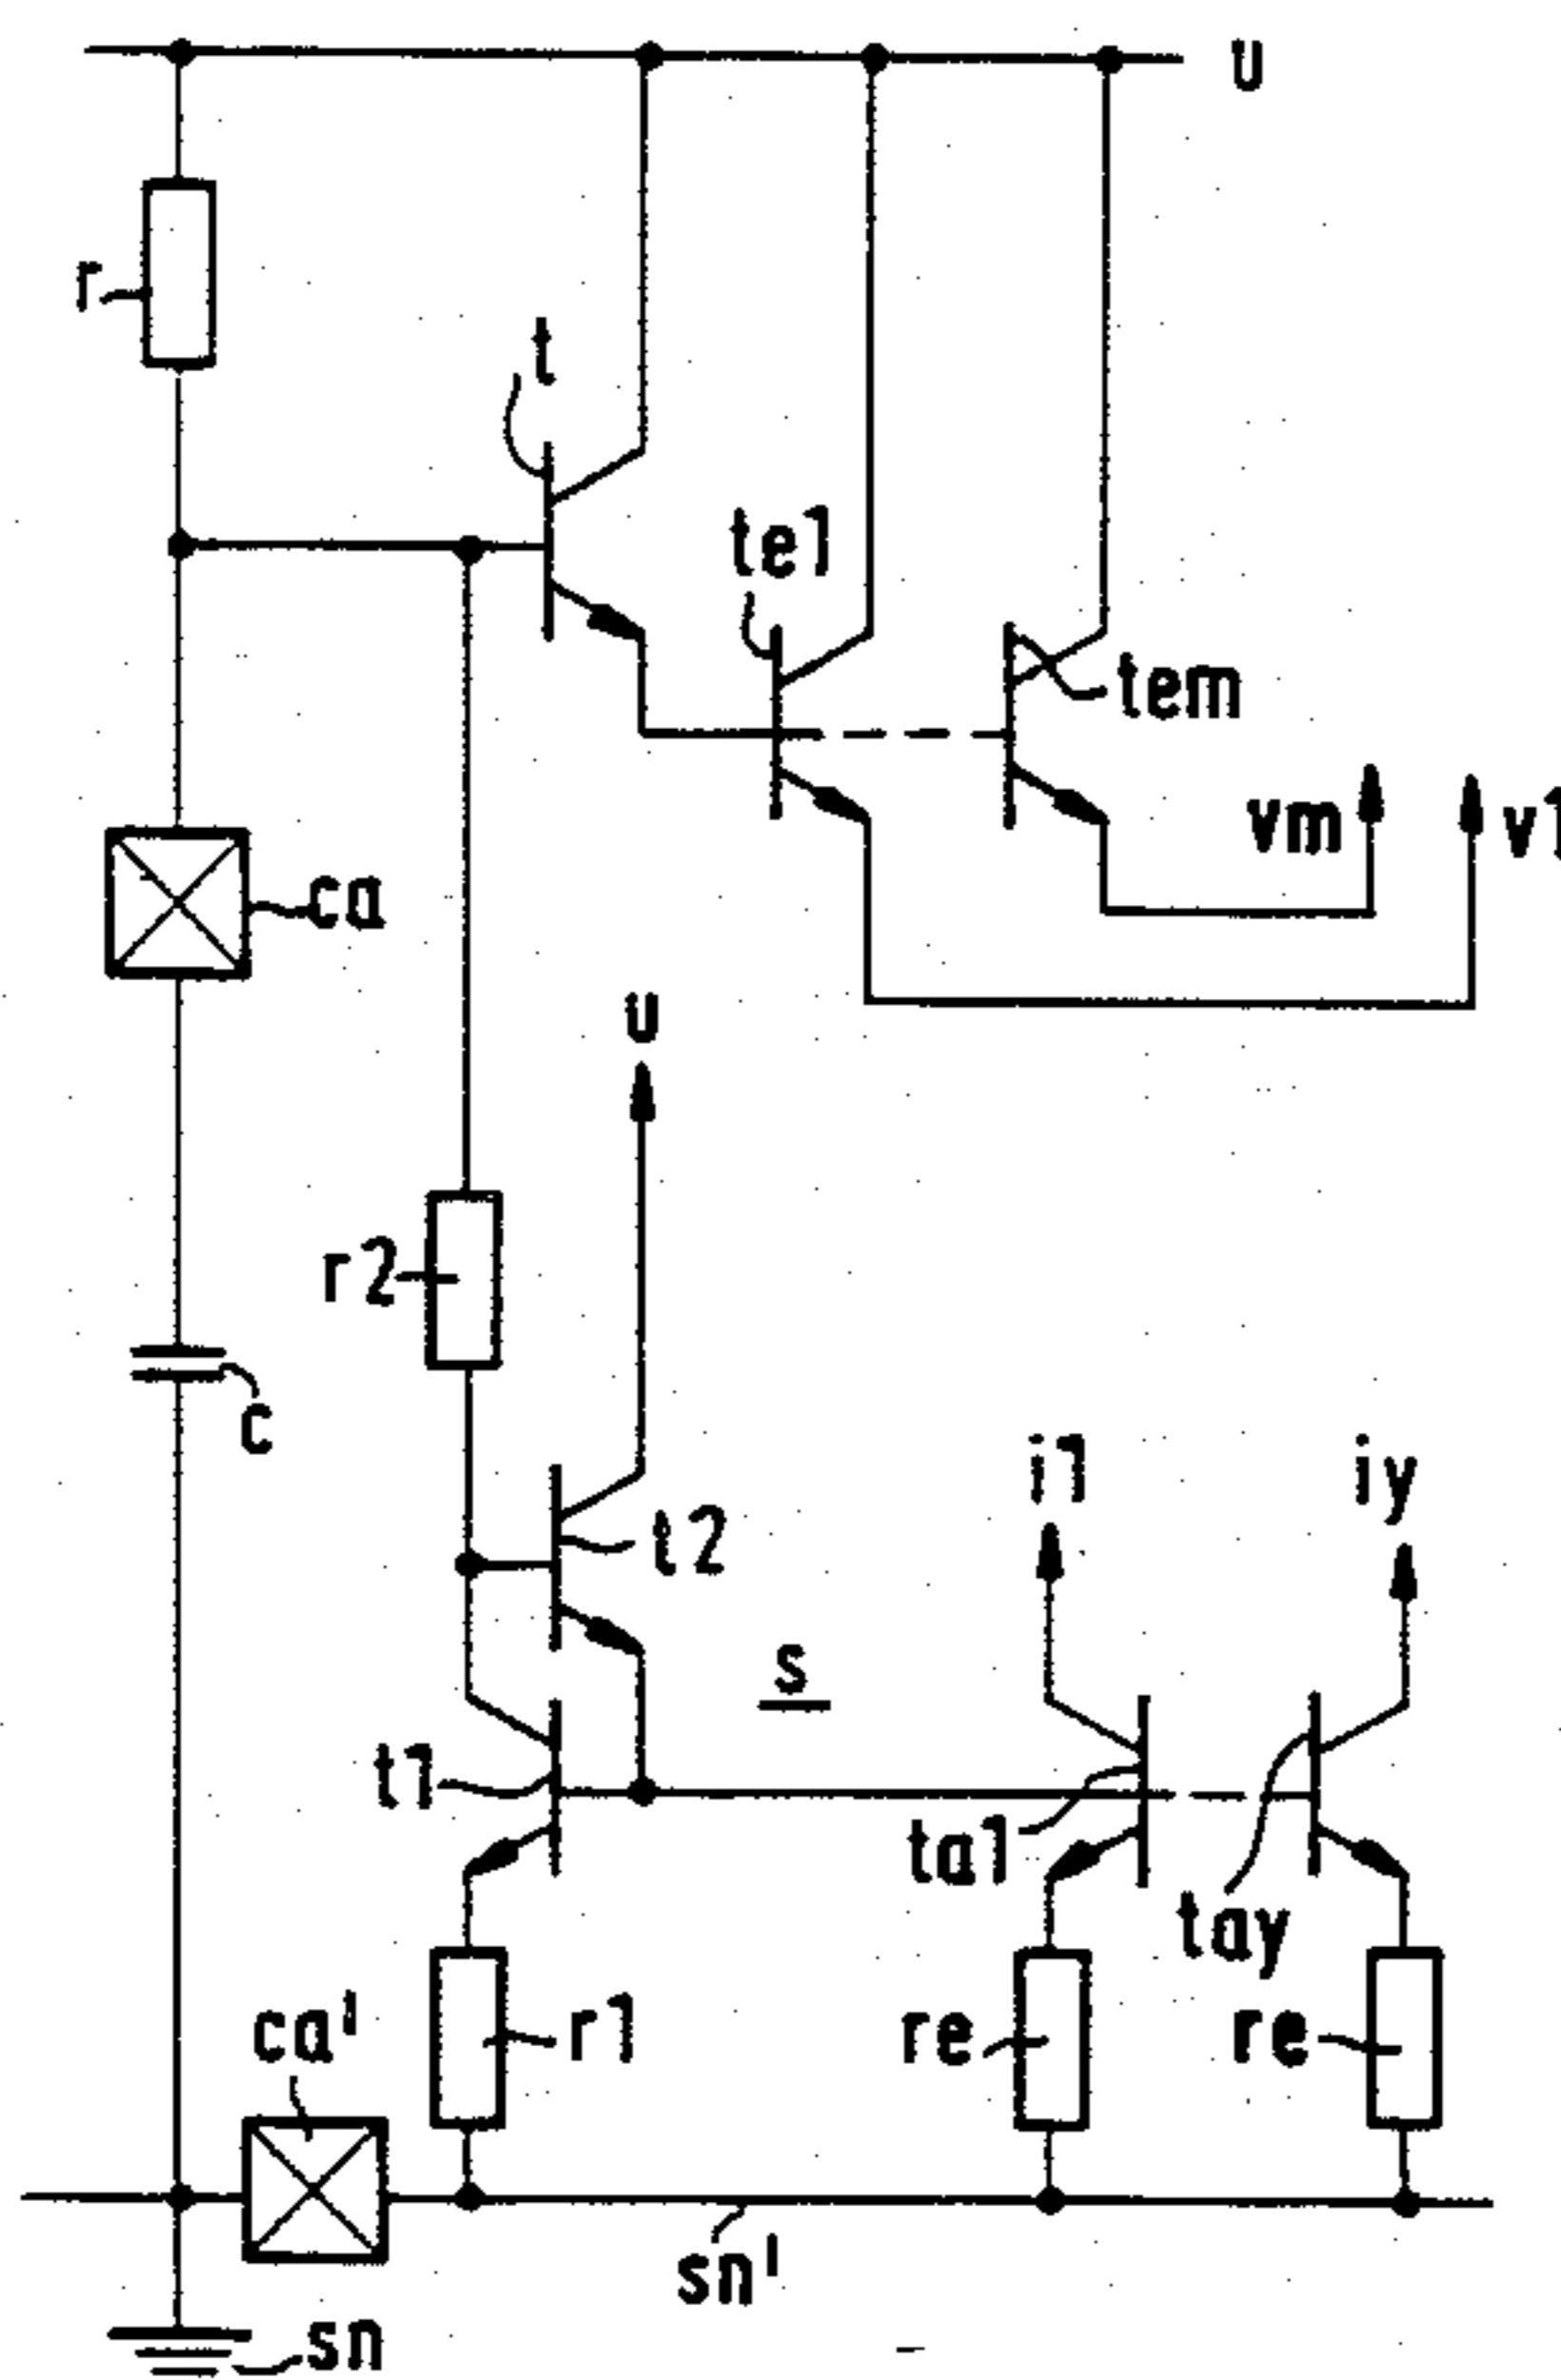 u
r
t
te1
tem
vm
v1
ca
u
r2
c
i1
iy
t2
s
t1
ta1
tay
ca'
r1
re
re
sn'
sn